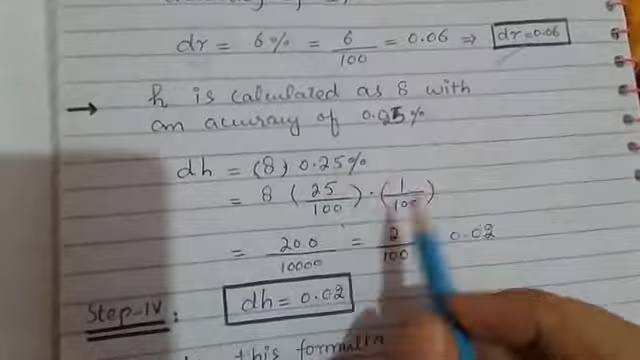 dr = 6% = 6/100 = 0.06 ⇒ dr = 0.06
→ h is calculated as 8 with
an accuracy of 0.25%
dh = (8) 0.25%
= 8 (25/100) · (1/100)
= 200/10000 = 2/100 0.02
Step-IV : dh = 0.02
this formula